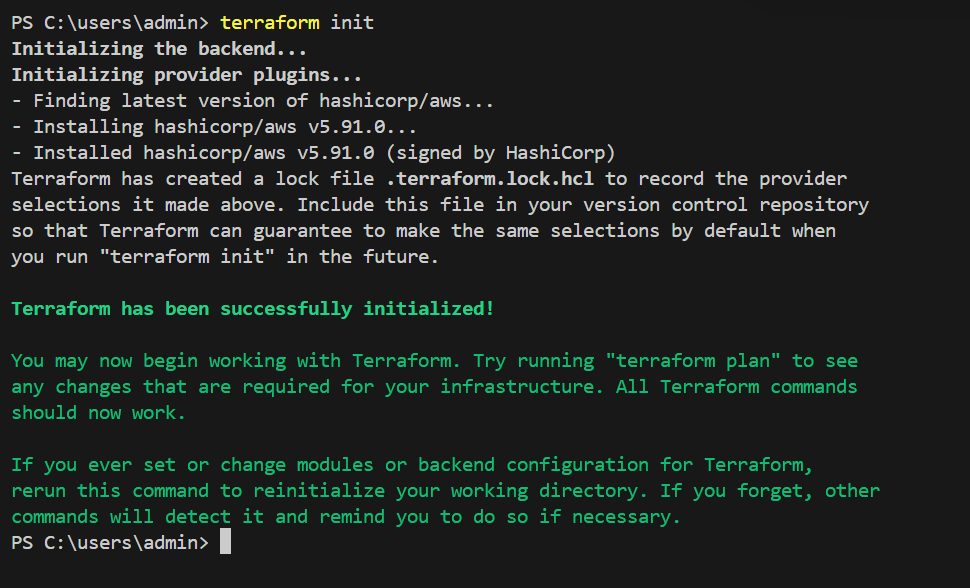 PS C:\users\admin> terraform init
Initializing the backend...
Initializing provider plugins...
- Finding latest version of hashicorp/aws...
- Installing hashicorp/aws v5.91.0...
- Installed hashicorp/aws v5.91.0 (signed by HashiCorp)
Terraform has created a lock file .terraform.lock.hcl to record the provider
selections it made above. Include this file in your version control repository
so that Terraform can guarantee to make the same selections by default when
you run "terraform init" in the future.
Terraform has been successfully initialized!
You may now begin working with Terraform. Try running "terraform plan" to see
any changes that are required for your infrastructure. All Terraform commands
should now work.
If you ever set or change modules or backend configuration for Terraform,
rerun this command to reinitialize your working directory. If you forget, other
commands will detect it and remind you to do so if necessary.
PS C:\users\admin>